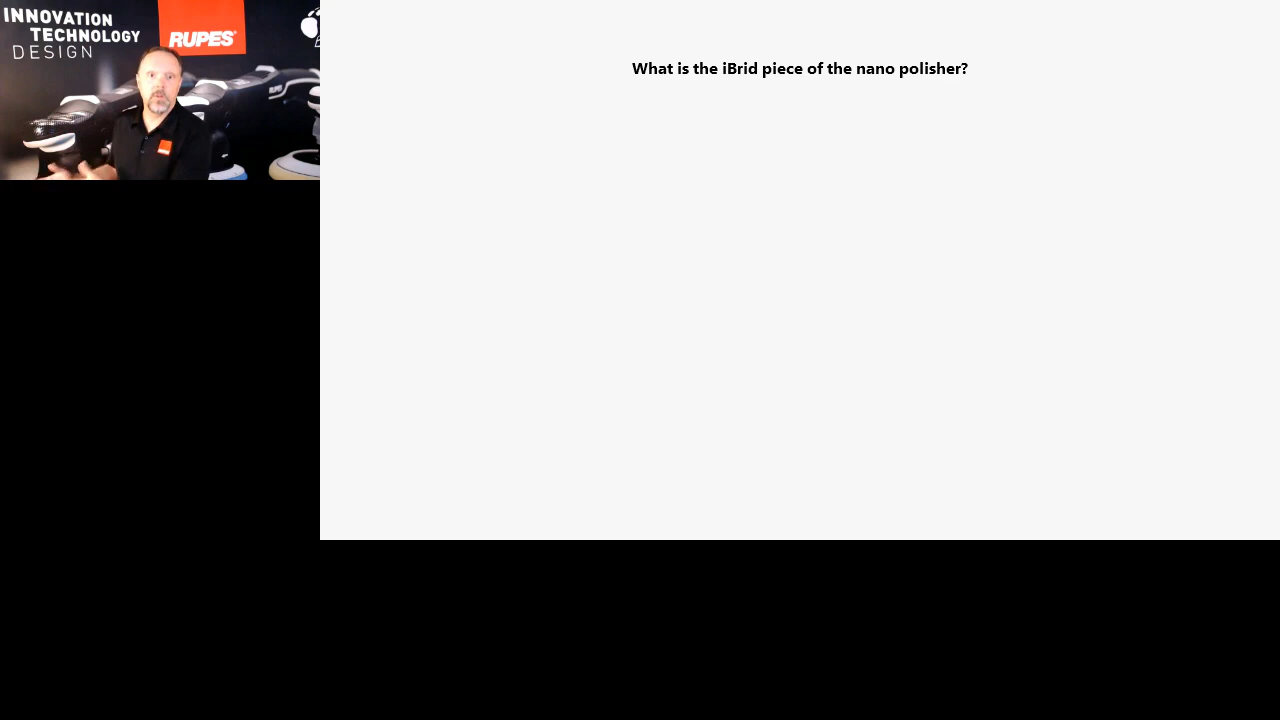 INNOVATION
TECHNOLOGY
DESIGN
RUPES
What is the iBrid piece of the nano polisher?